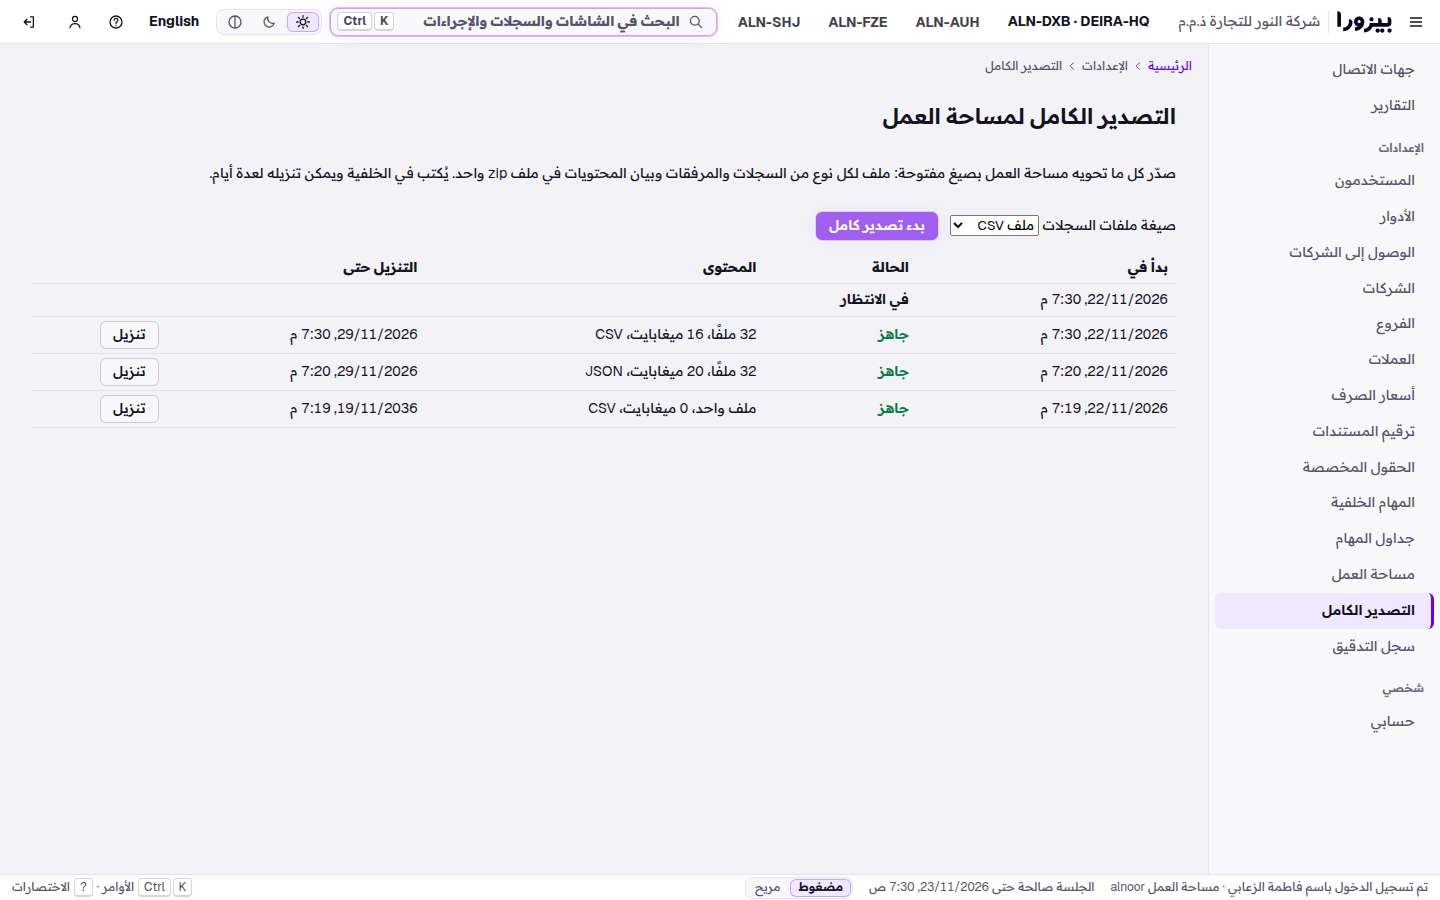 بيزورا
شركة النور للتجارة ذ.م.م
ALN-DXB · DEIRA-HQ
ALN-AUH
ALN-FZE
ALN-SHJ
البحث في الشاشات والسجلات والإجراءات
Ctrl K
English
جهات الاتصال
التقارير
الإعدادات
المستخدمون
الأدوار
الوصول إلى الشركات
الشركات
الفروع
العملات
أسعار الصرف
ترقيم المستندات
الحقول المخصصة
المهام الخلفية
جداول المهام
مساحة العمل
التصدير الكامل
سجل التدقيق
شخصي
حسابي
الرئيسية
الإعدادات
التصدير الكامل
التصدير الكامل لمساحة العمل
صدّر كل ما تحويه مساحة العمل بصيغ مفتوحة: ملف لكل نوع من السجلات والمرفقات وبيان المحتويات في ملف zip واحد. يُكتب في الخلفية ويمكن تنزيله لعدة أيام.
صيغة ملفات السجلات ملف CSV بدء تصدير كامل
بدأ في الحالة المحتوى التنزيل حتى
22/11/2026, 7:30 م في الانتظار
22/11/2026, 7:30 م جاهز 32 ملفًا، 16 ميغابايت، CSV 29/11/2026, 7:30 م تنزيل
22/11/2026, 7:20 م جاهز 32 ملفًا، 20 ميغابايت، JSON 29/11/2026, 7:20 م تنزيل
22/11/2026, 7:19 م جاهز ملف واحد، 0 ميغابايت، CSV 19/11/2036, 7:19 م تنزيل
تم تسجيل الدخول باسم فاطمة الزعابي · مساحة العمل alnoor
الجلسة صالحة حتى 23/11/2026, 7:30 ص
مضغوط مريح
Ctrl K الأوامر · ? الاختصارات